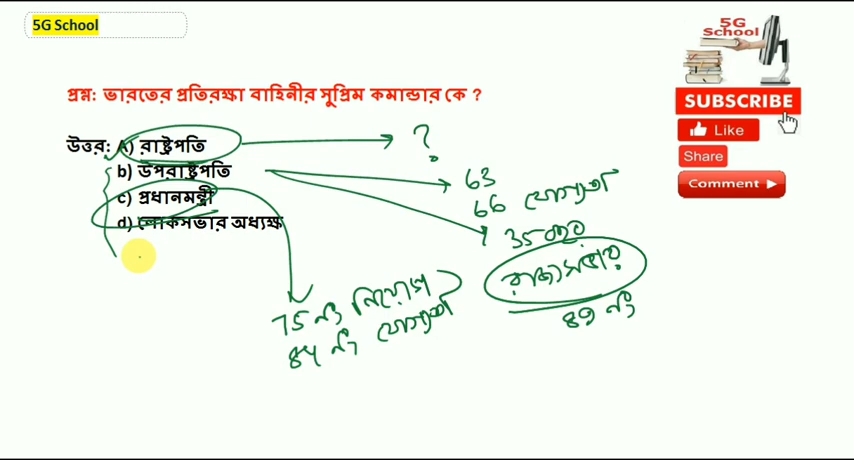 5G School
5G
School
প্রশ্ন: ভারতের প্রতিরক্ষা বাহিনীর সুপ্রিম কমান্ডার কে ?
SUBSCRIBE
Like
Share
Comment
উত্তর: A) রাষ্ট্রপতি
?
b) উপরাষ্ট্রপতি
63
c) প্রধানমন্ত্রী
66 যোগ্যতা
d) লোকসভার অধ্যক্ষ
35 বছর
রাজ্যসভার
75 নং নিয়োগ
84 নং যোগ্যতা
89 নং